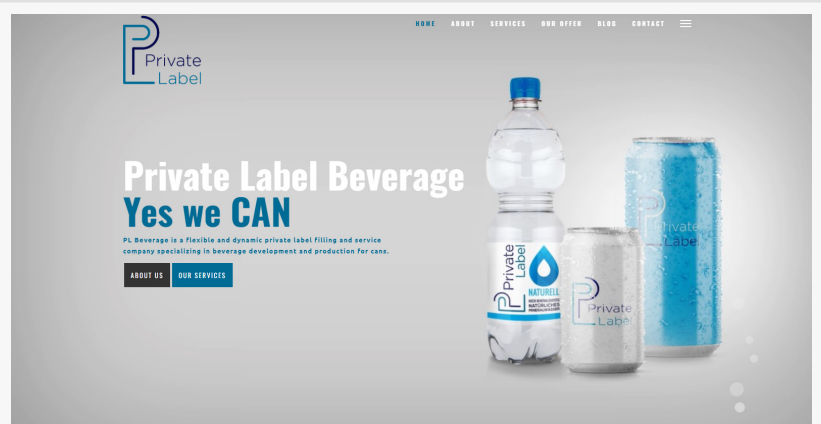 HOME ABOUT SERVICES OUR OFFER BLOG CONTACT
Private
Label
Private Label Beverage
Yes we CAN
PL Beverage is a flexible and dynamic private label filling and service
company specializing in beverage development and production for cans.
ABOUT US OUR SERVICES
Private
Label
NATURELL
NATÜRLICHES
MINERALWASSER
Private
Label
Private
Label